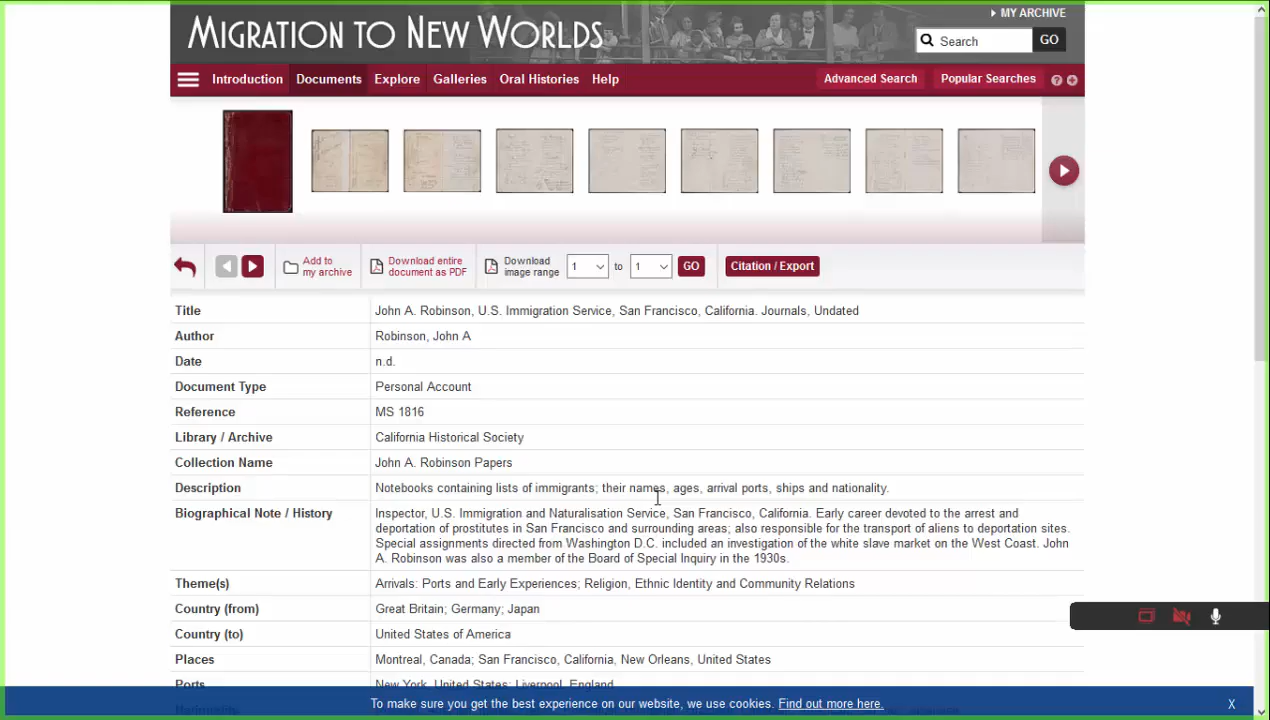 MIGRATION TO NEW WORLDS
MY ARCHIVE
Search GO
Introduction Documents Explore Galleries Oral Histories Help Advanced Search Popular Searches
Add to
my archive
Download entire
document as PDF
Download
image range
1 to 1 GO
Citation / Export
Title John A. Robinson, U.S. Immigration Service, San Francisco, California. Journals, Undated
Author Robinson, John A
Date n.d.
Document Type Personal Account
Reference MS 1816
Library / Archive California Historical Society
Collection Name John A. Robinson Papers
Description Notebooks containing lists of immigrants; their names, ages, arrival ports, ships and nationality.
Biographical Note / History Inspector, U.S. Immigration and Naturalisation Service, San Francisco, California. Early career devoted to the arrest and
deportation of prostitutes in San Francisco and surrounding areas; also responsible for the transport of aliens to deportation sites.
Special assignments directed from Washington D.C. included an investigation of the white slave market on the West Coast. John
A. Robinson was also a member of the Board of Special Inquiry in the 1930s.
Theme(s) Arrivals: Ports and Early Experiences; Religion, Ethnic Identity and Community Relations
Country (from) Great Britain; Germany; Japan
Country (to) United States of America
Places Montreal, Canada; San Francisco, California, New Orleans, United States
Ports New York, United States; Liverpool, England
To make sure you get the best experience on our website, we use cookies. Find out more here. X